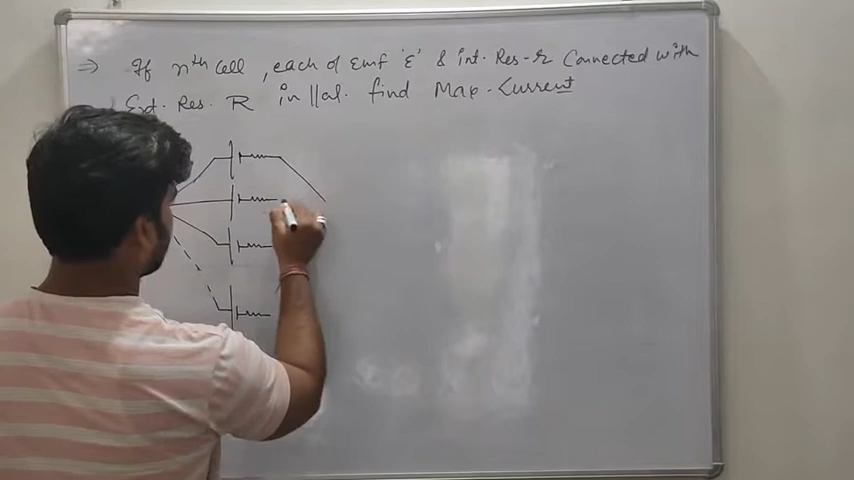 ⇒ If nth cell, each of Emf 'ε' & int. Res-r Connected with
Ext. Res. R in ||al. find Max. Current